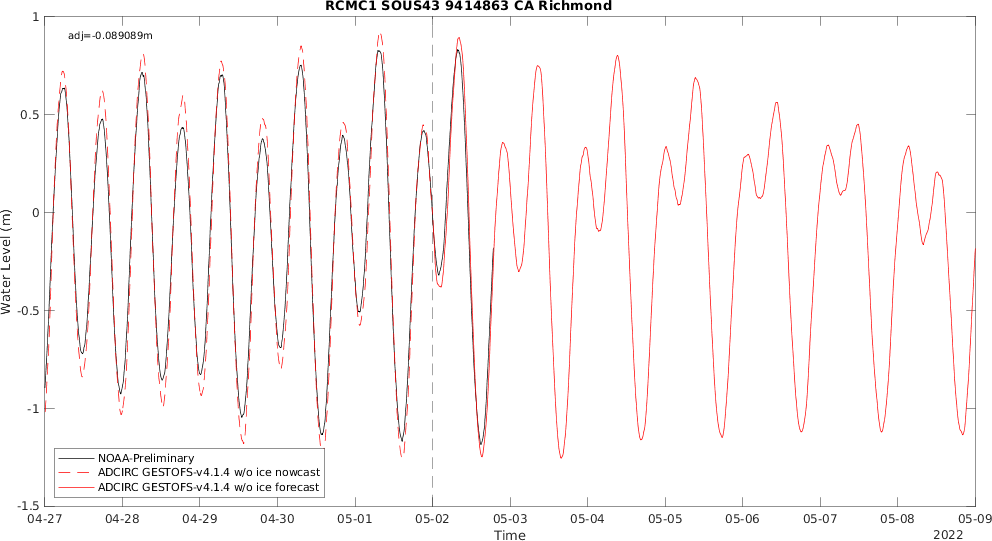 RCMC1 SOUS43 9414863 CA Richmond
adj=-0.089089m
1
0.5
0
-0.5
-1
-1.5
Water Level (m)
NOAA-Preliminary
ADCIRC GESTOFS-v4.1.4 w/o ice nowcast
ADCIRC GESTOFS-v4.1.4 w/o ice forecast
04-27 04-28 04-29 04-30 05-01 05-02 05-03 05-04 05-05 05-06 05-07 05-08 05-09
Time
2022